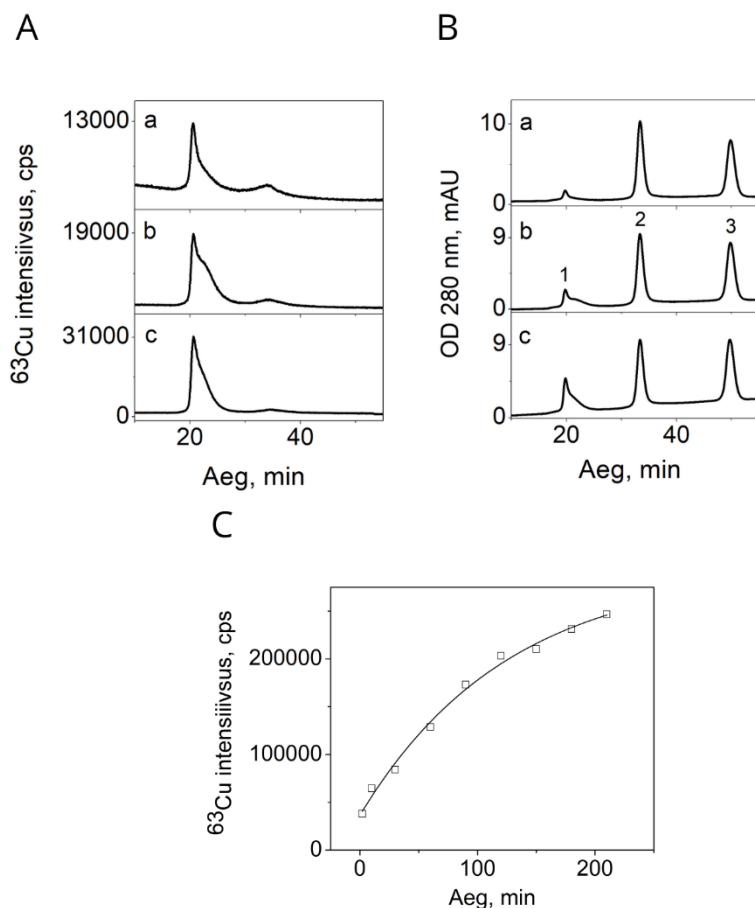 A
B
13000
a
19000
b
31000
c
0
20
40
⁶³Cu intensiivsus, cps
Aeg, min
10
a
0
2
3
9
b
1
0
9
c
0
20
40
OD 280 nm, mAU
Aeg, min
C
200000
100000
0
0
100
200
⁶³Cu intensiiivsus, cps
Aeg, min